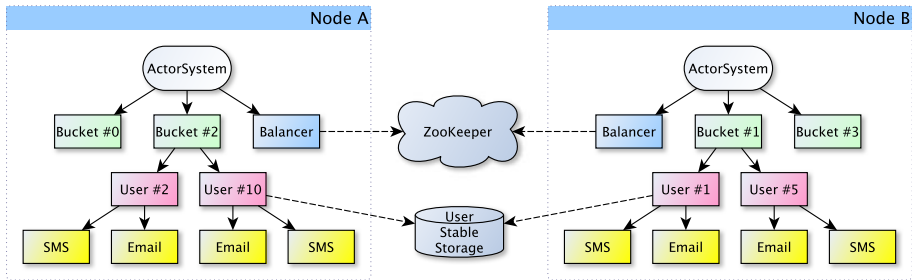 Node A
Node B
ActorSystem
ActorSystem
Bucket #0
Bucket #2
Balancer
ZooKeeper
Balancer
Bucket #1
Bucket #3
User #2
User #10
User #1
User #5
User
Stable
Storage
SMS
Email
Email
SMS
SMS
Email
Email
SMS